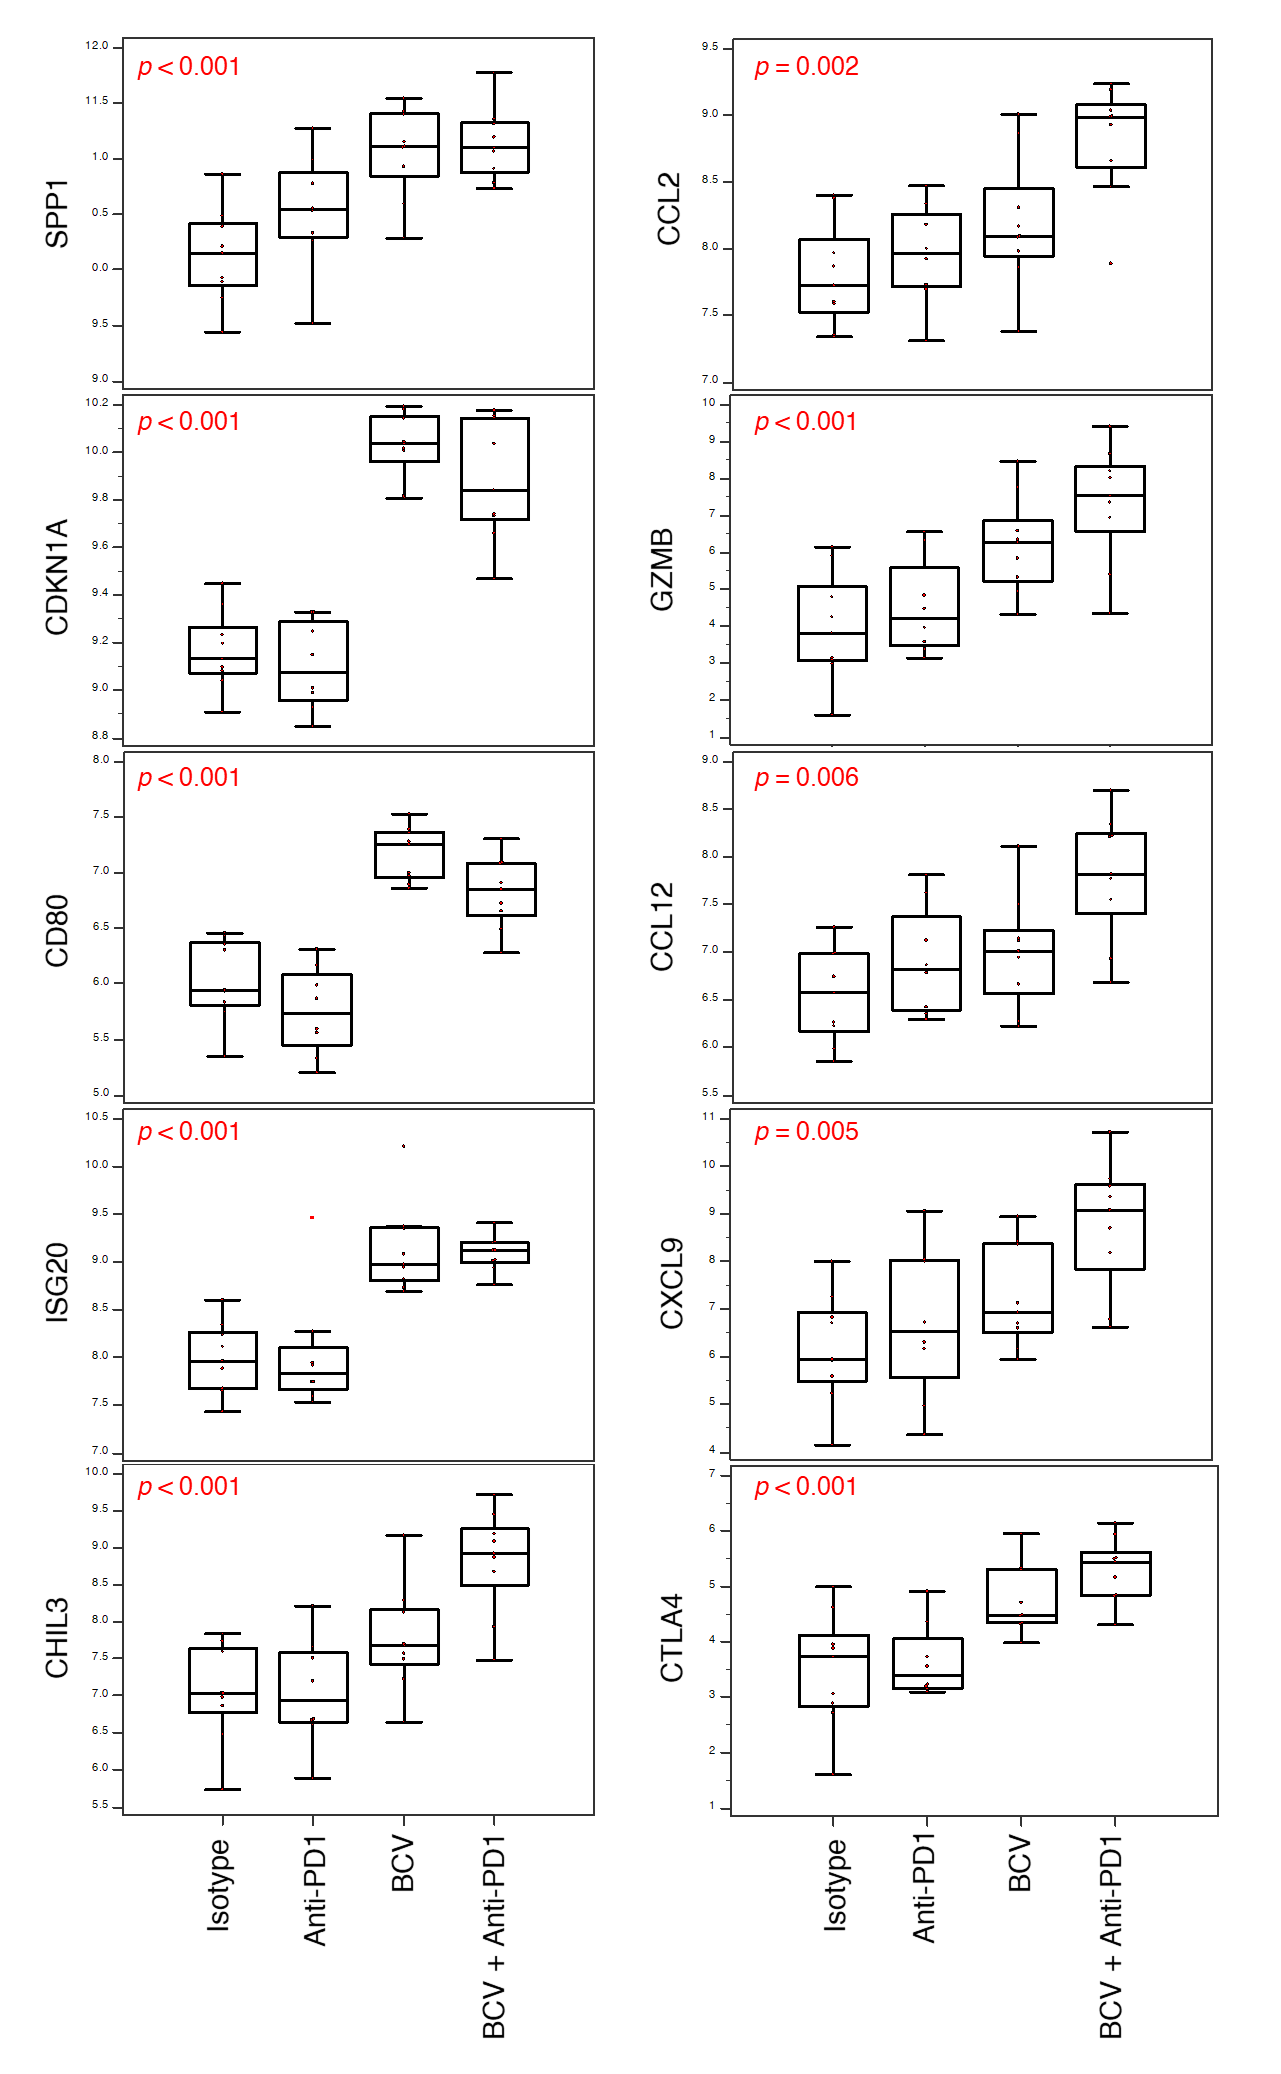 SPP1
p < 0.001
12.0
11.5
1.0
0.5
0.0
9.5
9.0
CCL2
p = 0.002
9.5
9.0
8.5
8.0
7.5
7.0
CDKN1A
p < 0.001
10.2
10.0
9.8
9.6
9.4
9.2
9.0
8.8
GZMB
p < 0.001
10
9
8
7
6
5
4
3
2
1
CD80
p < 0.001
8.0
7.5
7.0
6.5
6.0
5.5
5.0
CCL12
p = 0.006
9.0
8.5
8.0
7.5
7.0
6.5
6.0
5.5
ISG20
p < 0.001
10.5
10.0
9.5
9.0
8.5
8.0
7.5
7.0
CXCL9
p = 0.005
11
10
9
8
7
6
5
4
CHIL3
p < 0.001
10.0
9.5
9.0
8.5
8.0
7.5
7.0
6.5
6.0
5.5
CTLA4
p < 0.001
7
6
5
4
3
2
1
Isotype
Anti-PD1
BCV
BCV + Anti-PD1
Isotype
Anti-PD1
BCV
BCV + Anti-PD1